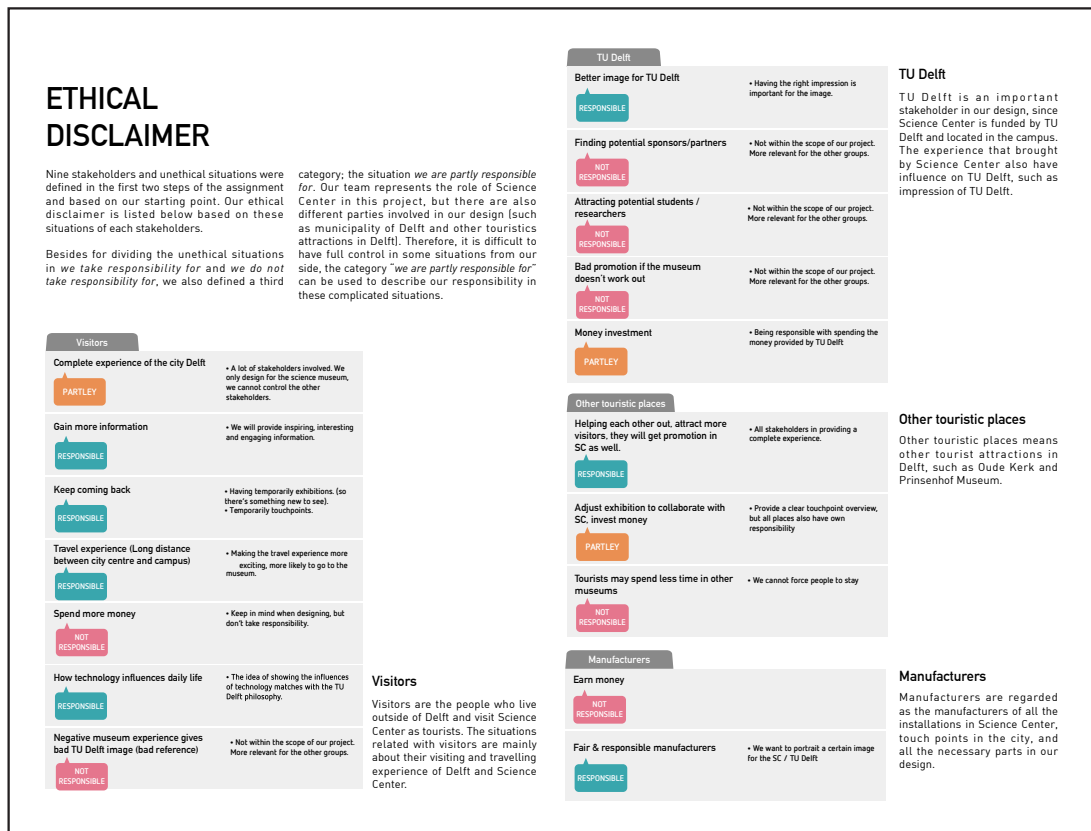 ETHICAL
DISCLAIMER
Nine stakeholders and unethical situations were
defined in the first two steps of the assignment
and based on our starting point. Our ethical
disclaimer is listed below based on these
situations of each stakeholders.
Besides for dividing the unethical situations
in we take responsibility for and we do not
take responsibility for, we also defined a third
category; the situation we are partly responsible
for. Our team represents the role of Science
Center in this project, but there are also
different parties involved in our design (such
as municipality of Delft and other touristics
attractions in Delft). Therefore, it is difficult to
have full control in some situations from our
side, the category "we are partly responsible for"
can be used to describe our responsibility in
these complicated situations.
Visitors
Complete experience of the city Delft
PARTLEY
• A lot of stakeholders involved. We
only design for the science museum,
we cannot control the other
stakeholders.
Gain more information
RESPONSIBLE
• We will provide inspiring, interesting
and engaging information.
Keep coming back
RESPONSIBLE
• Having temporarily exhibitions. (so
there's something new to see).
• Temporarily touchpoints.
Travel experience (Long distance
between city centre and campus)
RESPONSIBLE
• Making the travel experience more
exciting, more likely to go to the
museum.
Spend more money
NOT
RESPONSIBLE
• Keep in mind when designing, but
don't take responsibility.
How technology influences daily life
RESPONSIBLE
• The idea of showing the influences
of technology matches with the TU
Delft philosophy.
Negative museum experience gives
bad TU Delft image (bad reference)
NOT
RESPONSIBLE
• Not within the scope of our project.
More relevant for the other groups.
Visitors
Visitors are the people who live
outside of Delft and visit Science
Center as tourists. The situations
related with visitors are mainly
about their visiting and travelling
experience of Delft and Science
Center.
TU Delft
Better image for TU Delft
RESPONSIBLE
• Having the right impression is
important for the image.
Finding potential sponsors/partners
NOT
RESPONSIBLE
• Not within the scope of our project.
More relevant for the other groups.
Attracting potential students /
researchers
NOT
RESPONSIBLE
• Not within the scope of our project.
More relevant for the other groups.
Bad promotion if the museum
doesn't work out
NOT
RESPONSIBLE
• Not within the scope of our project.
More relevant for the other groups.
Money investment
PARTLEY
• Being responsible with spending the
money provided by TU Delft
TU Delft
TU Delft is an important
stakeholder in our design, since
Science Center is funded by TU
Delft and located in the campus.
The experience that brought
by Science Center also have
influence on TU Delft, such as
impression of TU Delft.
Other touristic places
Helping each other out, attract more
visitors, they will get promotion in
SC as well.
RESPONSIBLE
• All stakeholders in providing a
complete experience.
Adjust exhibition to collaborate with
SC, invest money
PARTLEY
• Provide a clear touchpoint overview,
but all places also have own
responsibility
Tourists may spend less time in other
museums
NOT
RESPONSIBLE
• We cannot force people to stay
Other touristic places
Other touristic places means
other tourist attractions in
Delft, such as Oude Kerk and
Prinsenhof Museum.
Manufacturers
Earn money
NOT
RESPONSIBLE
Fair & responsible manufacturers
RESPONSIBLE
• We want to portrait a certain image
for the SC / TU Delft
Manufacturers
Manufacturers are regarded
as the manufacturers of all the
installations in Science Center,
touch points in the city, and
all the necessary parts in our
design.